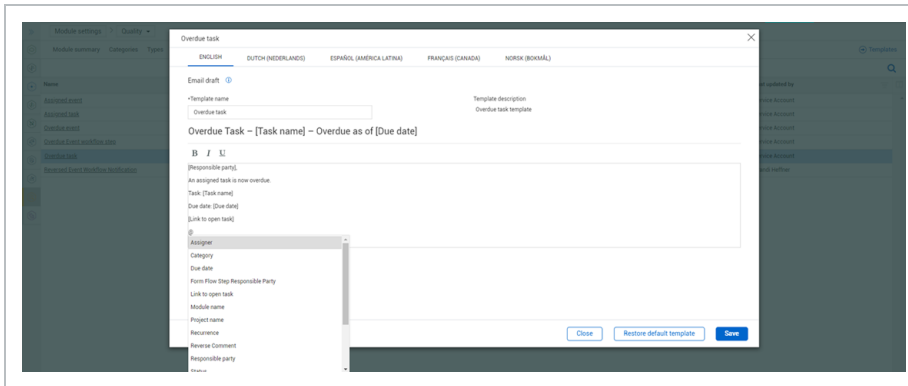 Module settings
Quality
Module summary Categories Types
Templates
Overdue task
ENGLISH
DUTCH (NEDERLANDS)
ESPAÑOL (AMÉRICA LATINA)
FRANÇAIS (CANADA)
NORSK (BOKMÅL)
Email draft
*Template name
Template description
Overdue task
Overdue task template
Overdue Task – [Task name] – Overdue as of [Due date]
B I U
[Responsible party],
An assigned task is now overdue.
Task: [Task name]
Due date: [Due date]
[Link to open task]
@
Assigner
Category
Due date
Form Flow Step Responsible Party
Link to open task
Module name
Project name
Recurrence
Reverse Comment
Responsible party
Status
Close
Restore default template
Save
Name
Assigned event
Assigned task
Overdue event
Overdue Event workflow step
Overdue task
Reversed Event Workflow Notification